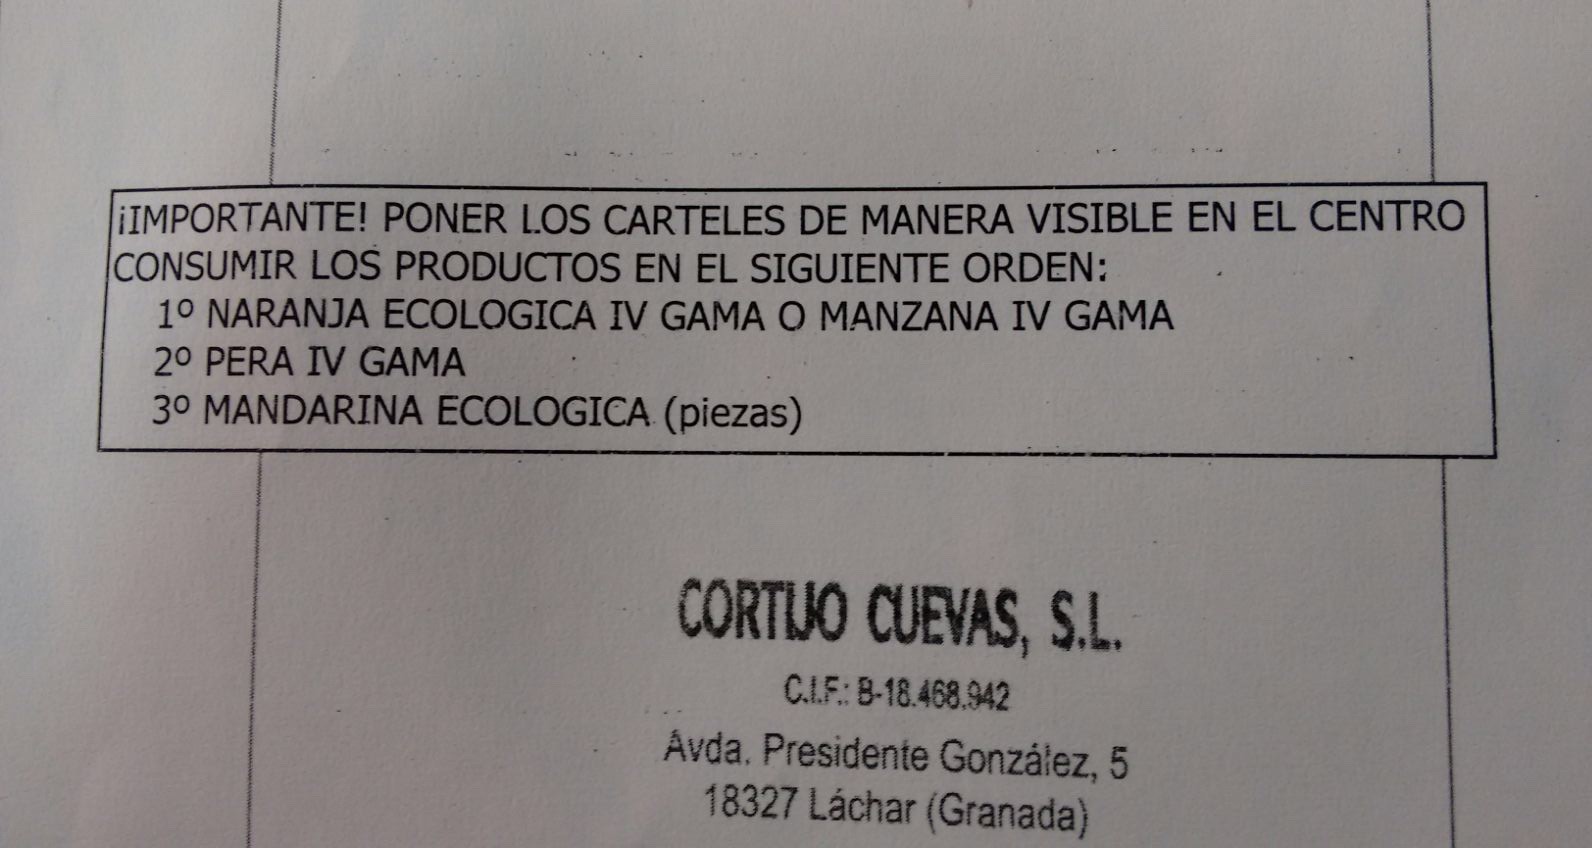 ¡IMPORTANTE! PONER LOS CARTELES DE MANERA VISIBLE EN EL CENTRO
CONSUMIR LOS PRODUCTOS EN EL SIGUIENTE ORDEN:
1º NARANJA ECOLOGICA IV GAMA O MANZANA IV GAMA
2º PERA IV GAMA
3º MANDARINA ECOLOGICA (piezas)
CORTIJO CUEVAS, S.L.
C.I.F.: B-18.468.942
Avda. Presidente González, 5
18327 Láchar (Granada)